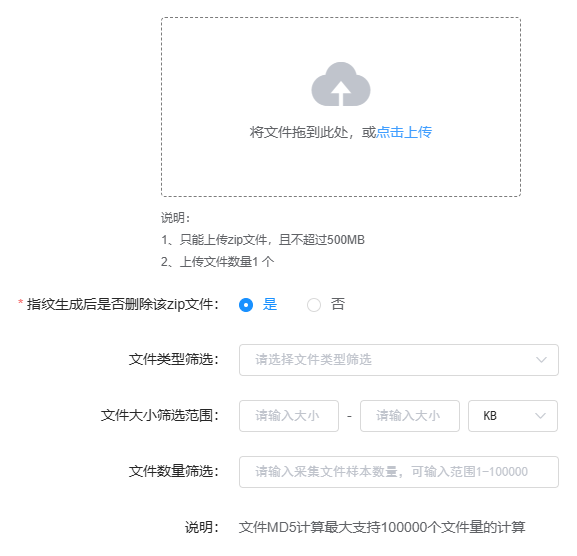 将文件拖到此处，或点击上传
说明：
1、只能上传zip文件，且不超过500MB
2、上传文件数量1 个
* 指纹生成后是否删除该zip文件： 是 否
文件类型筛选： 请选择文件类型筛选
文件大小筛选范围： 请输入大小 - 请输入大小 KB
文件数量筛选： 请输入采集文件样本数量，可输入范围1-100000
说明： 文件MD5计算最大支持100000个文件量的计算